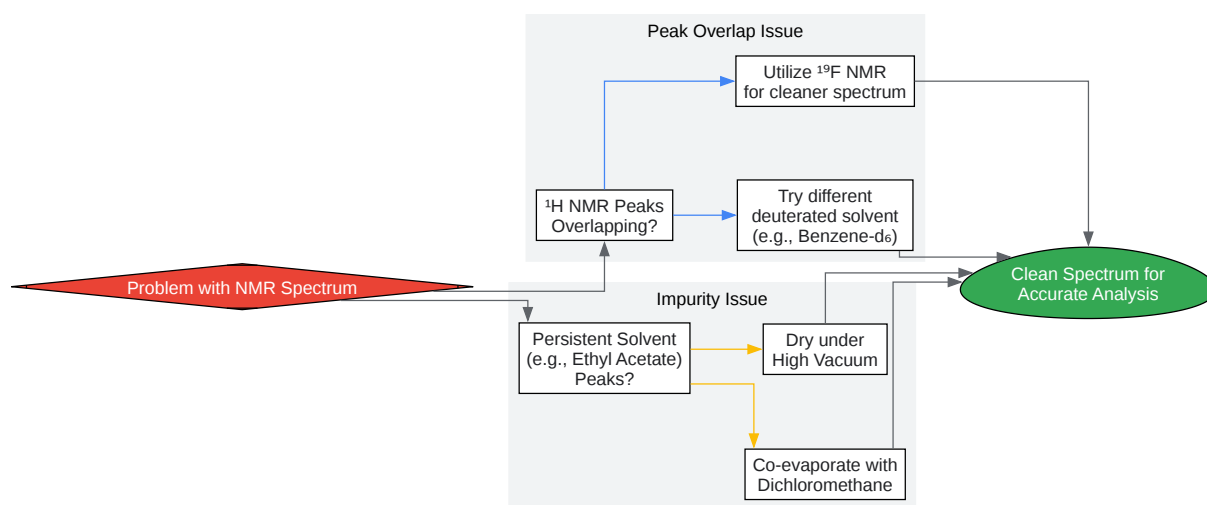 Peak Overlap Issue
Utilize ¹⁹F NMR
for cleaner spectrum
¹H NMR Peaks
Overlapping?
Try different
deuterated solvent
(e.g., Benzene-d₆)
Problem with NMR Spectrum
Clean Spectrum for
Accurate Analysis
Impurity Issue
Persistent Solvent
(e.g., Ethyl Acetate)
Peaks?
Dry under
High Vacuum
Co-evaporate with
Dichloromethane